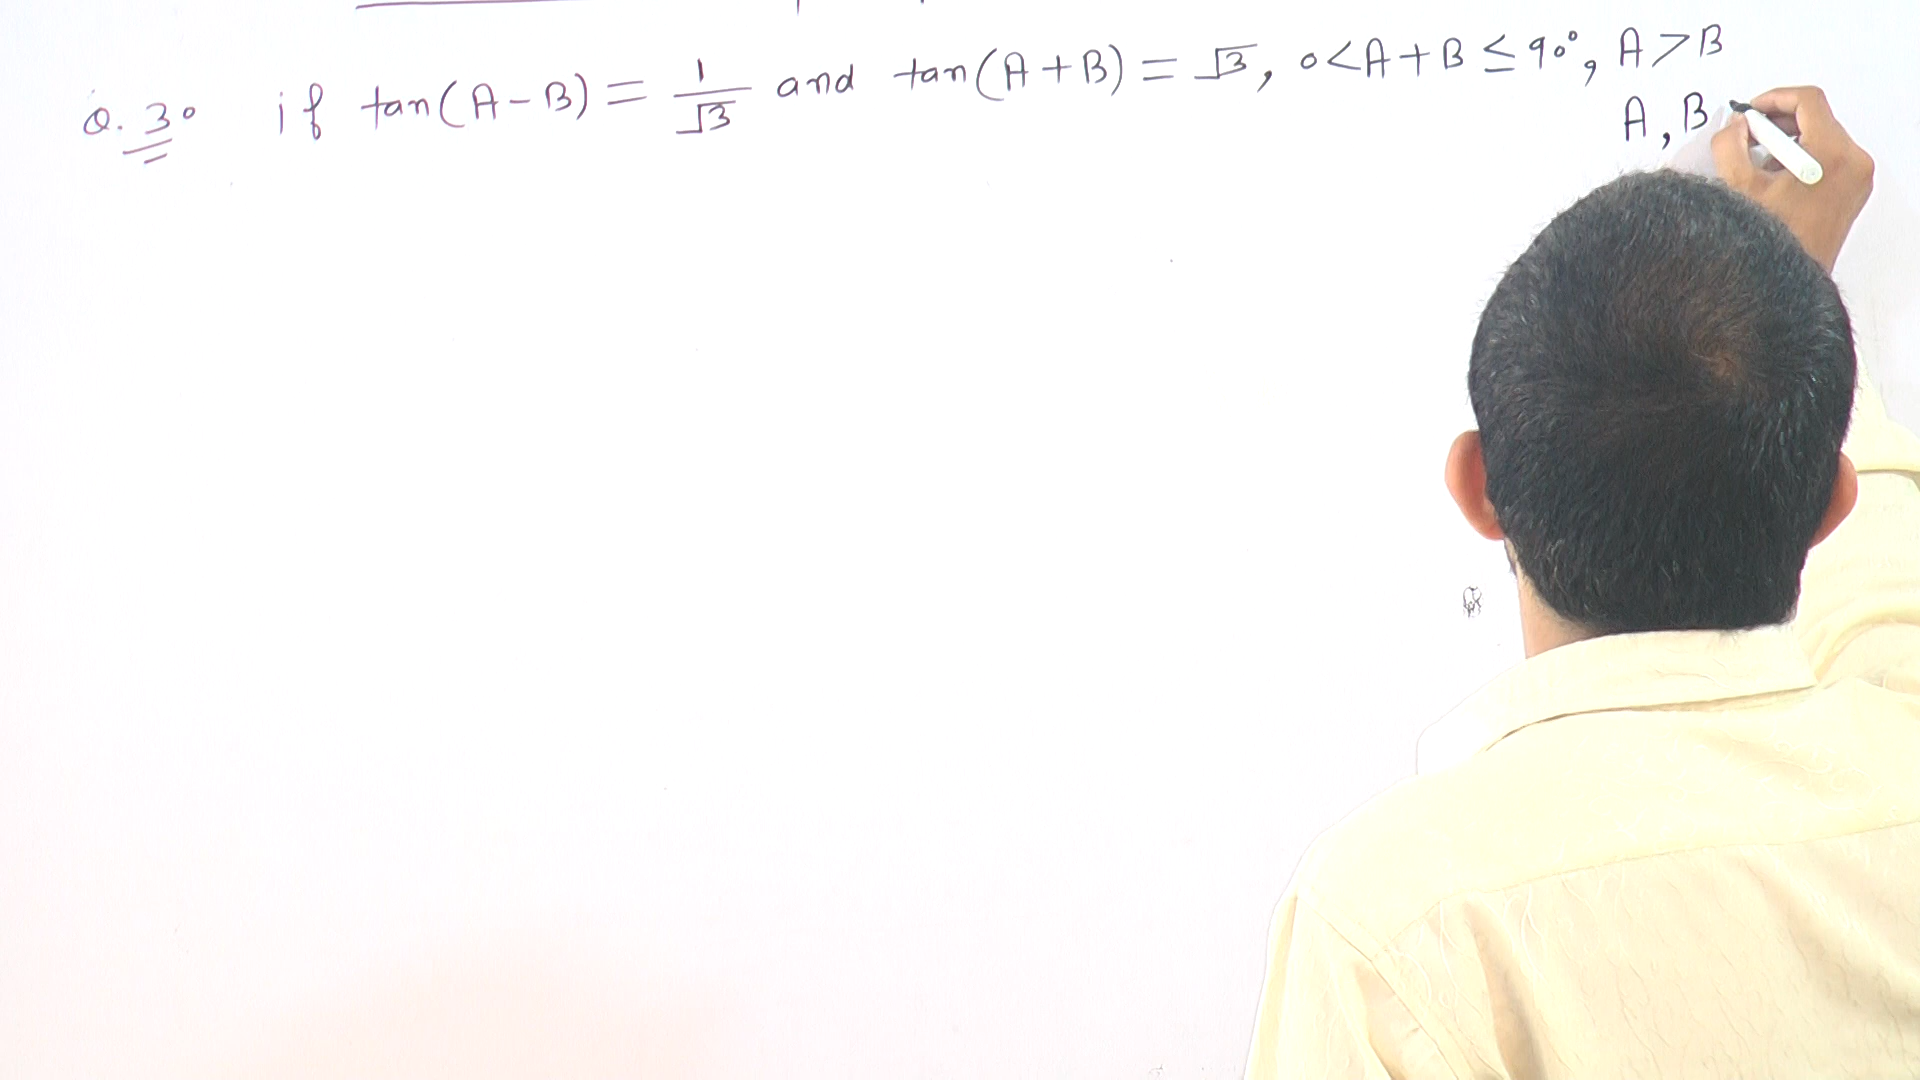 Q. 30 if tan(A-B) = 1/√3 and tan(A+B) = √3, 0<A+B ≤ 90°, A>B
A, B